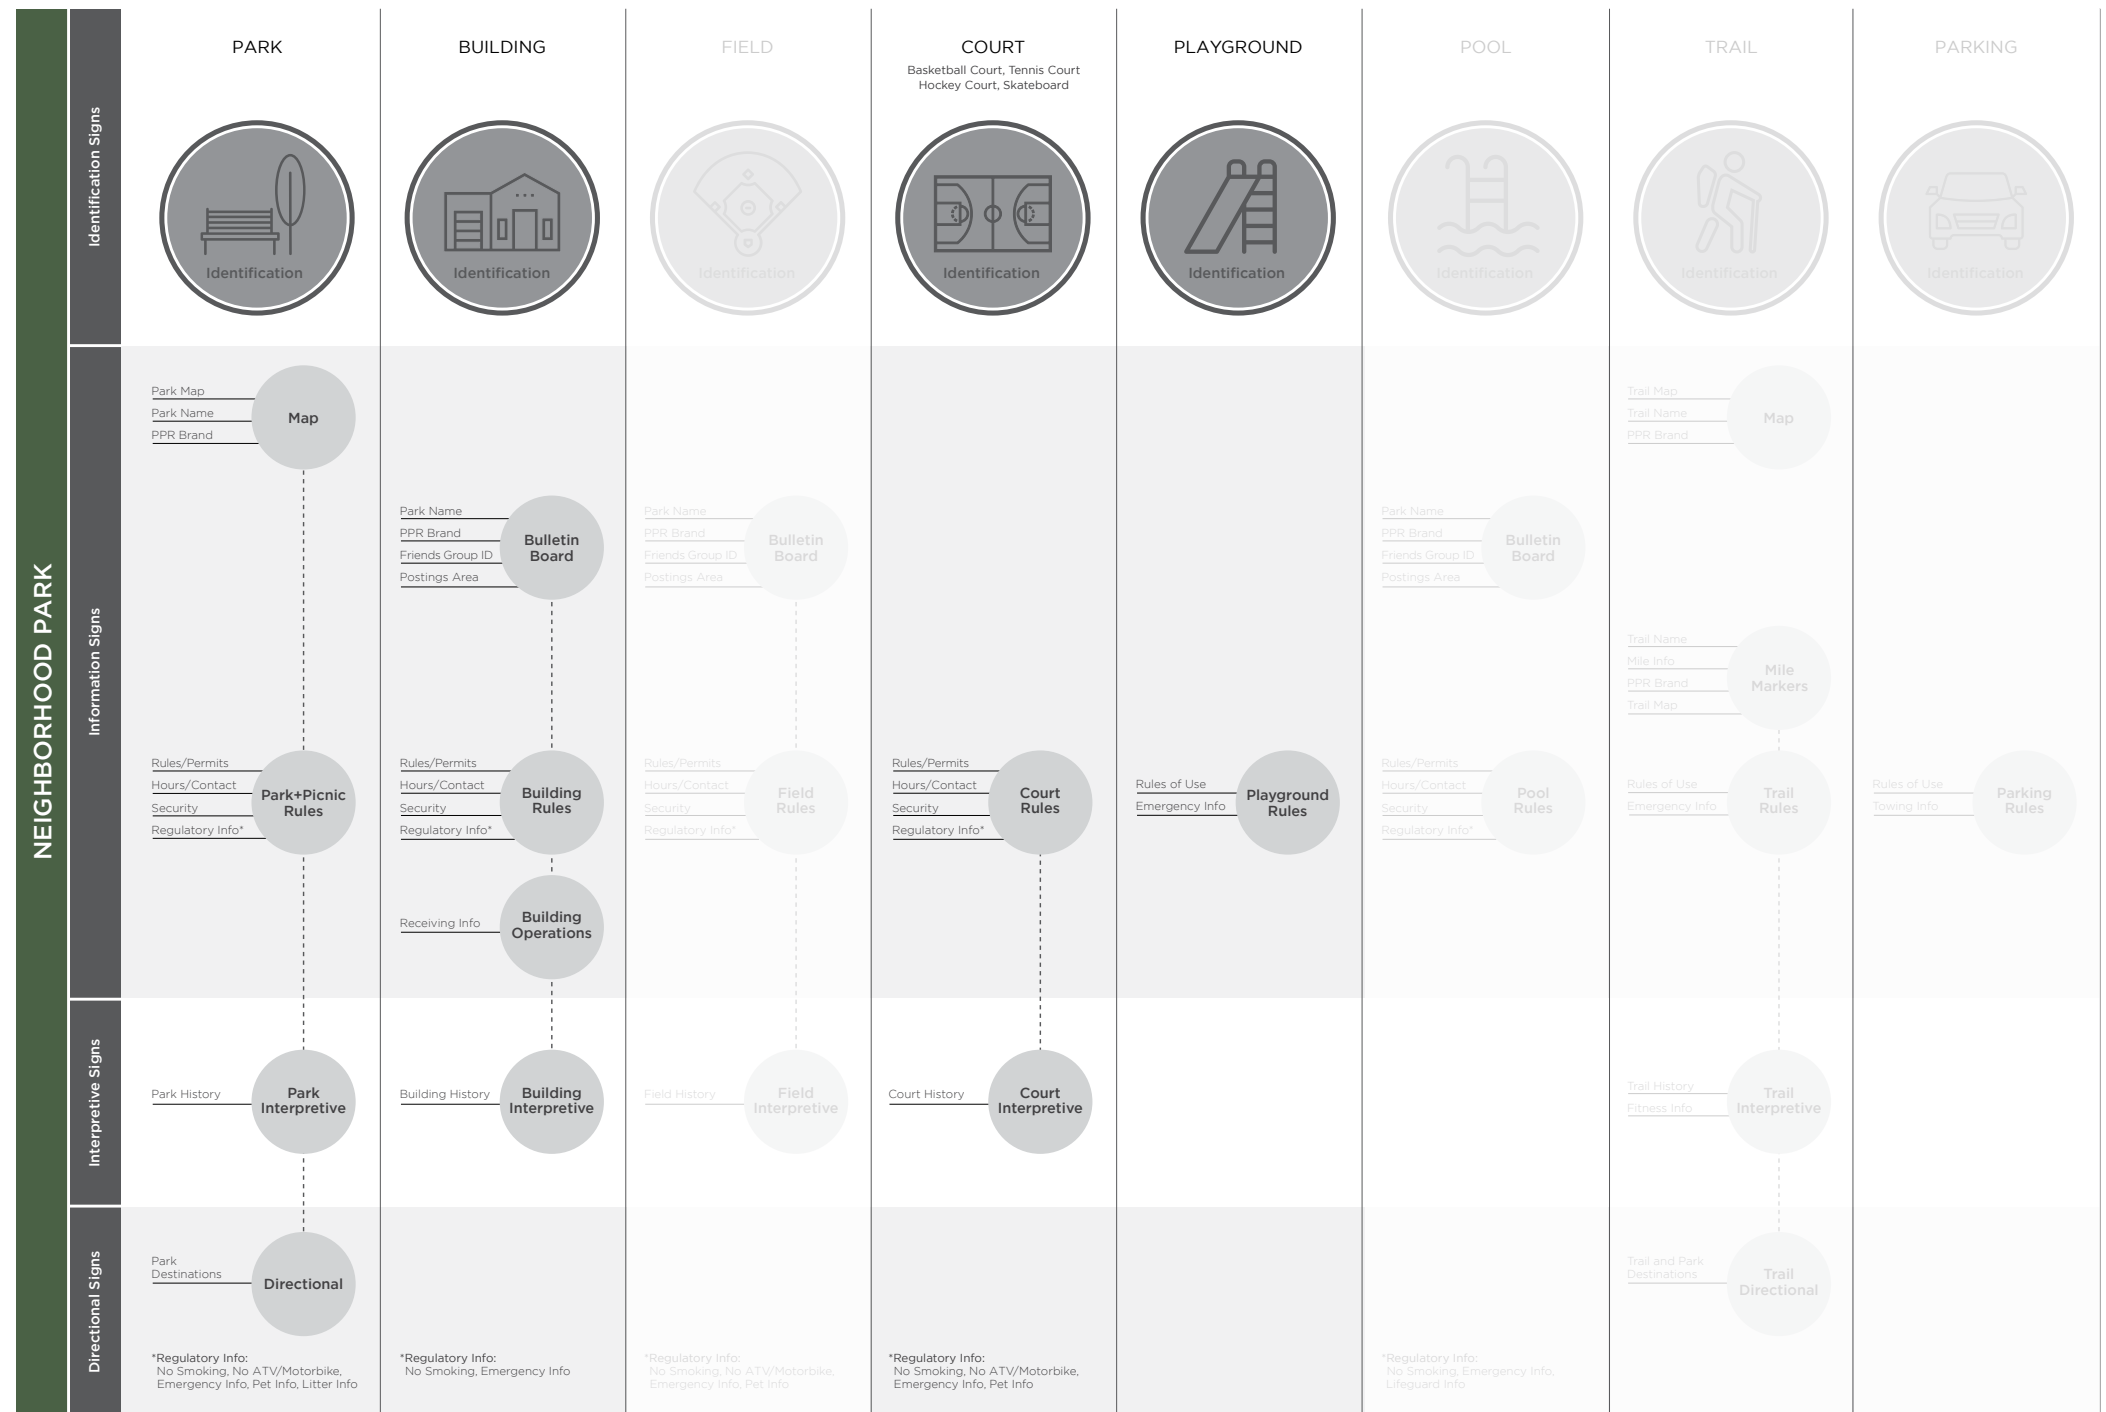 NEIGHBORHOOD PARK
Identification Signs
PARK
BUILDING
FIELD
COURT
Basketball Court, Tennis Court
Hockey Court, Skateboard
PLAYGROUND
POOL
TRAIL
PARKING
Identification
Identification
Identification
Identification
Identification
Identification
Identification
Identification
Information Signs
Park Map
Park Name
PPR Brand
Map
Rules/Permits
Hours/Contact
Security
Regulatory Info*
Park+Picnic
Rules
Park Name
PPR Brand
Friends Group ID
Postings Area
Bulletin
Board
Rules/Permits
Hours/Contact
Security
Regulatory Info*
Building
Rules
Receiving Info
Building
Operations
Park Name
PPR Brand
Friends Group ID
Postings Area
Bulletin
Board
Rules/Permits
Hours/Contact
Security
Regulatory Info*
Field
Rules
Rules/Permits
Hours/Contact
Security
Regulatory Info*
Court
Rules
Rules of Use
Emergency Info
Playground
Rules
Park Name
PPR Brand
Friends Group ID
Postings Area
Bulletin
Board
Rules/Permits
Hours/Contact
Security
Regulatory Info*
Pool
Rules
Trail Map
Trail Name
PPR Brand
Map
Trail Name
Mile Info
PPR Brand
Trail Map
Mile
Markers
Rules of Use
Emergency Info
Trail
Rules
Rules of Use
Towing Info
Parking
Rules
Interpretive Signs
Park History
Park
Interpretive
Building History
Building
Interpretive
Field History
Field
Interpretive
Court History
Court
Interpretive
Trail History
Fitness Info
Trail
Interpretive
Directional Signs
Park
Destinations
Directional
Trail and Park
Destinations
Trail
Directional
*Regulatory Info:
No Smoking, No ATV/Motorbike,
Emergency Info, Pet Info, Litter Info
*Regulatory Info:
No Smoking, Emergency Info
*Regulatory Info:
No Smoking, No ATV/Motorbike,
Emergency Info, Pet Info
*Regulatory Info:
No Smoking, No ATV/Motorbike,
Emergency Info, Pet Info
*Regulatory Info:
No Smoking, Emergency Info,
Lifeguard Info